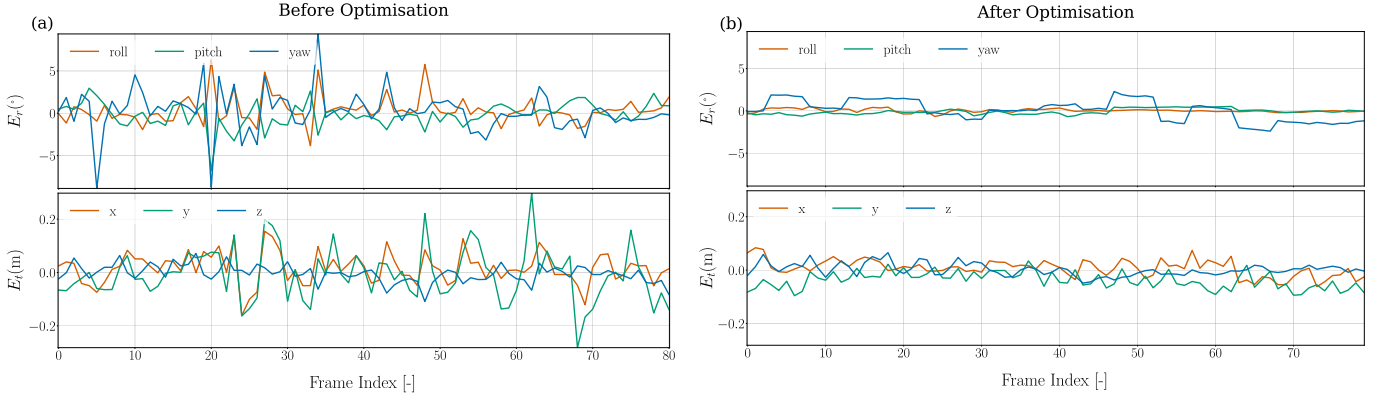 Before Optimisation
(a)
roll pitch yaw
5
0
−5
E_r(°)
x y z
0.2
0.0
−0.2
E_t(m)
0 10 20 30 40 50 60 70 80
Frame Index [-]
After Optimisation
(b)
roll pitch yaw
5
0
−5
E_r(°)
x y z
0.2
0.0
−0.2
E_t(m)
0 10 20 30 40 50 60 70
Frame Index [-]